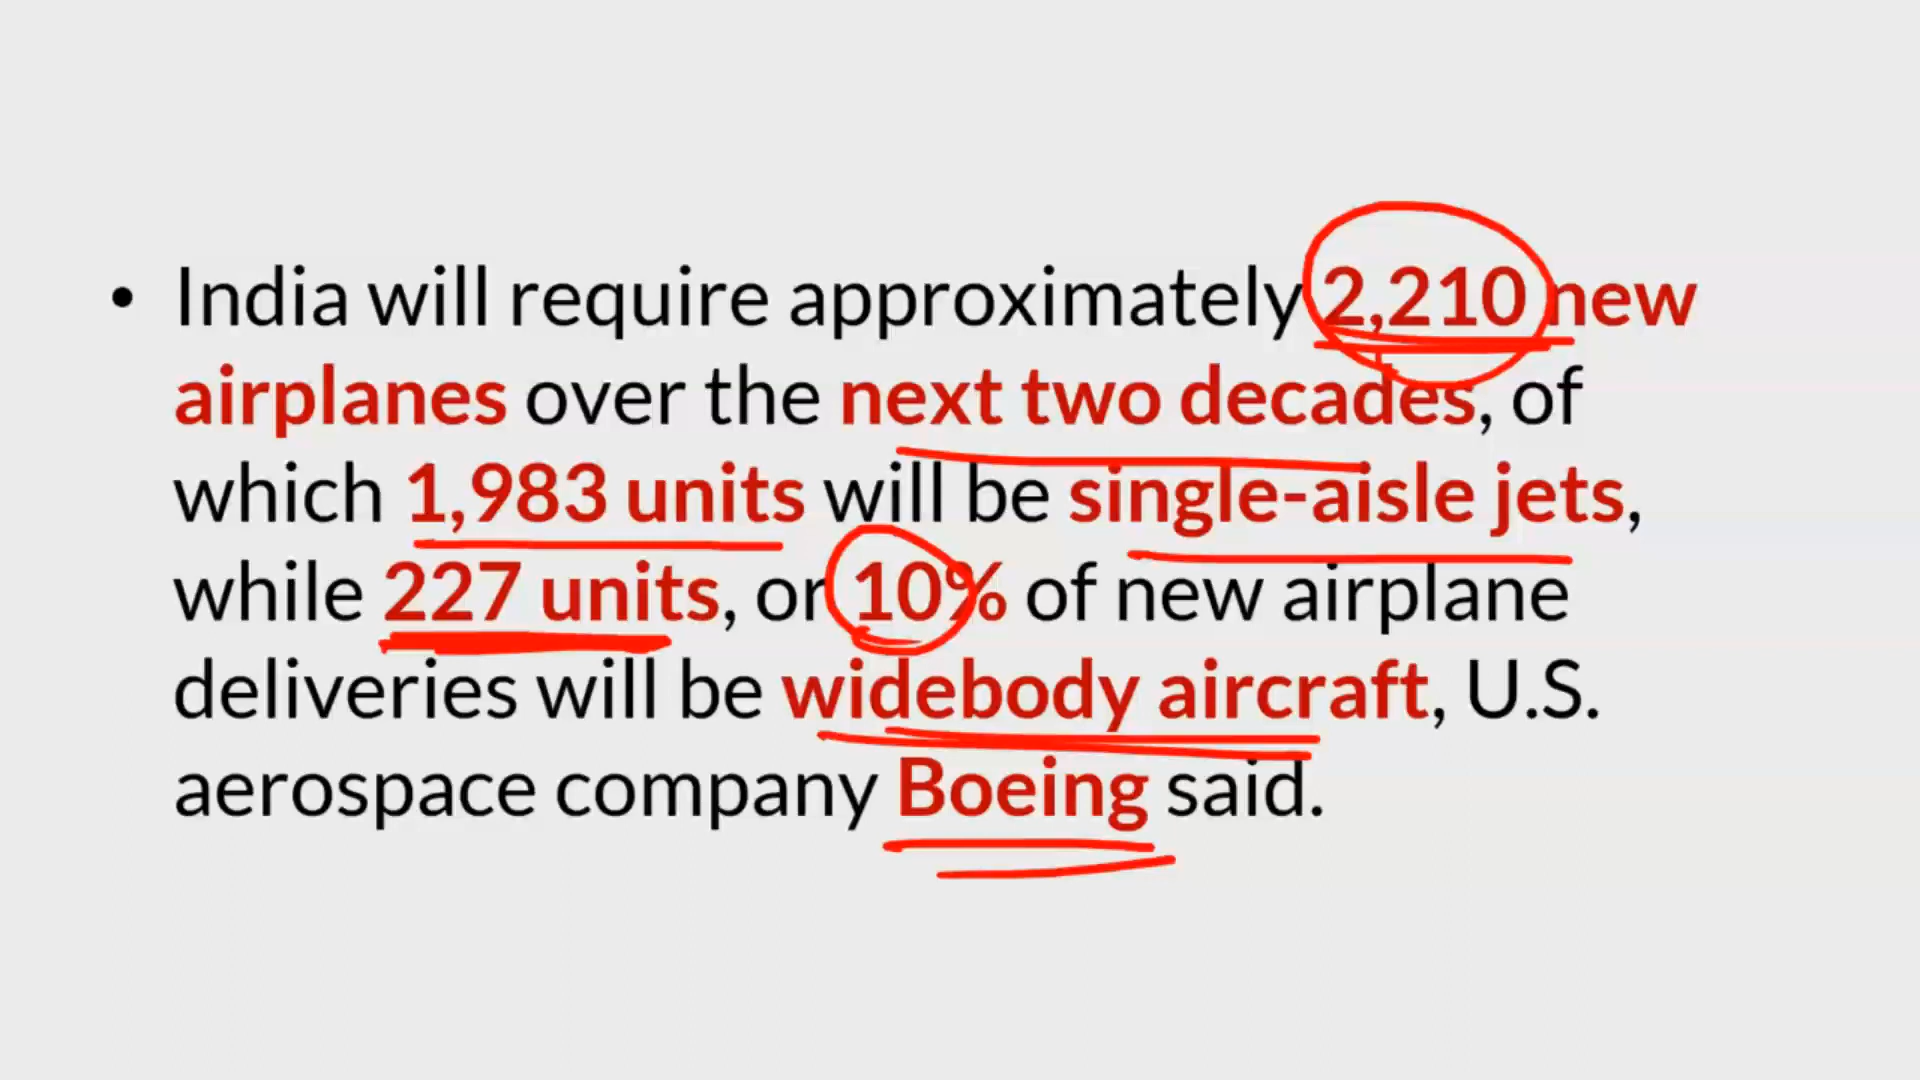 • India will require approximately 2,210 new
airplanes over the next two decades, of
which 1,983 units will be single-aisle jets,
while 227 units, or 10% of new airplane
deliveries will be widebody aircraft, U.S.
aerospace company Boeing said.